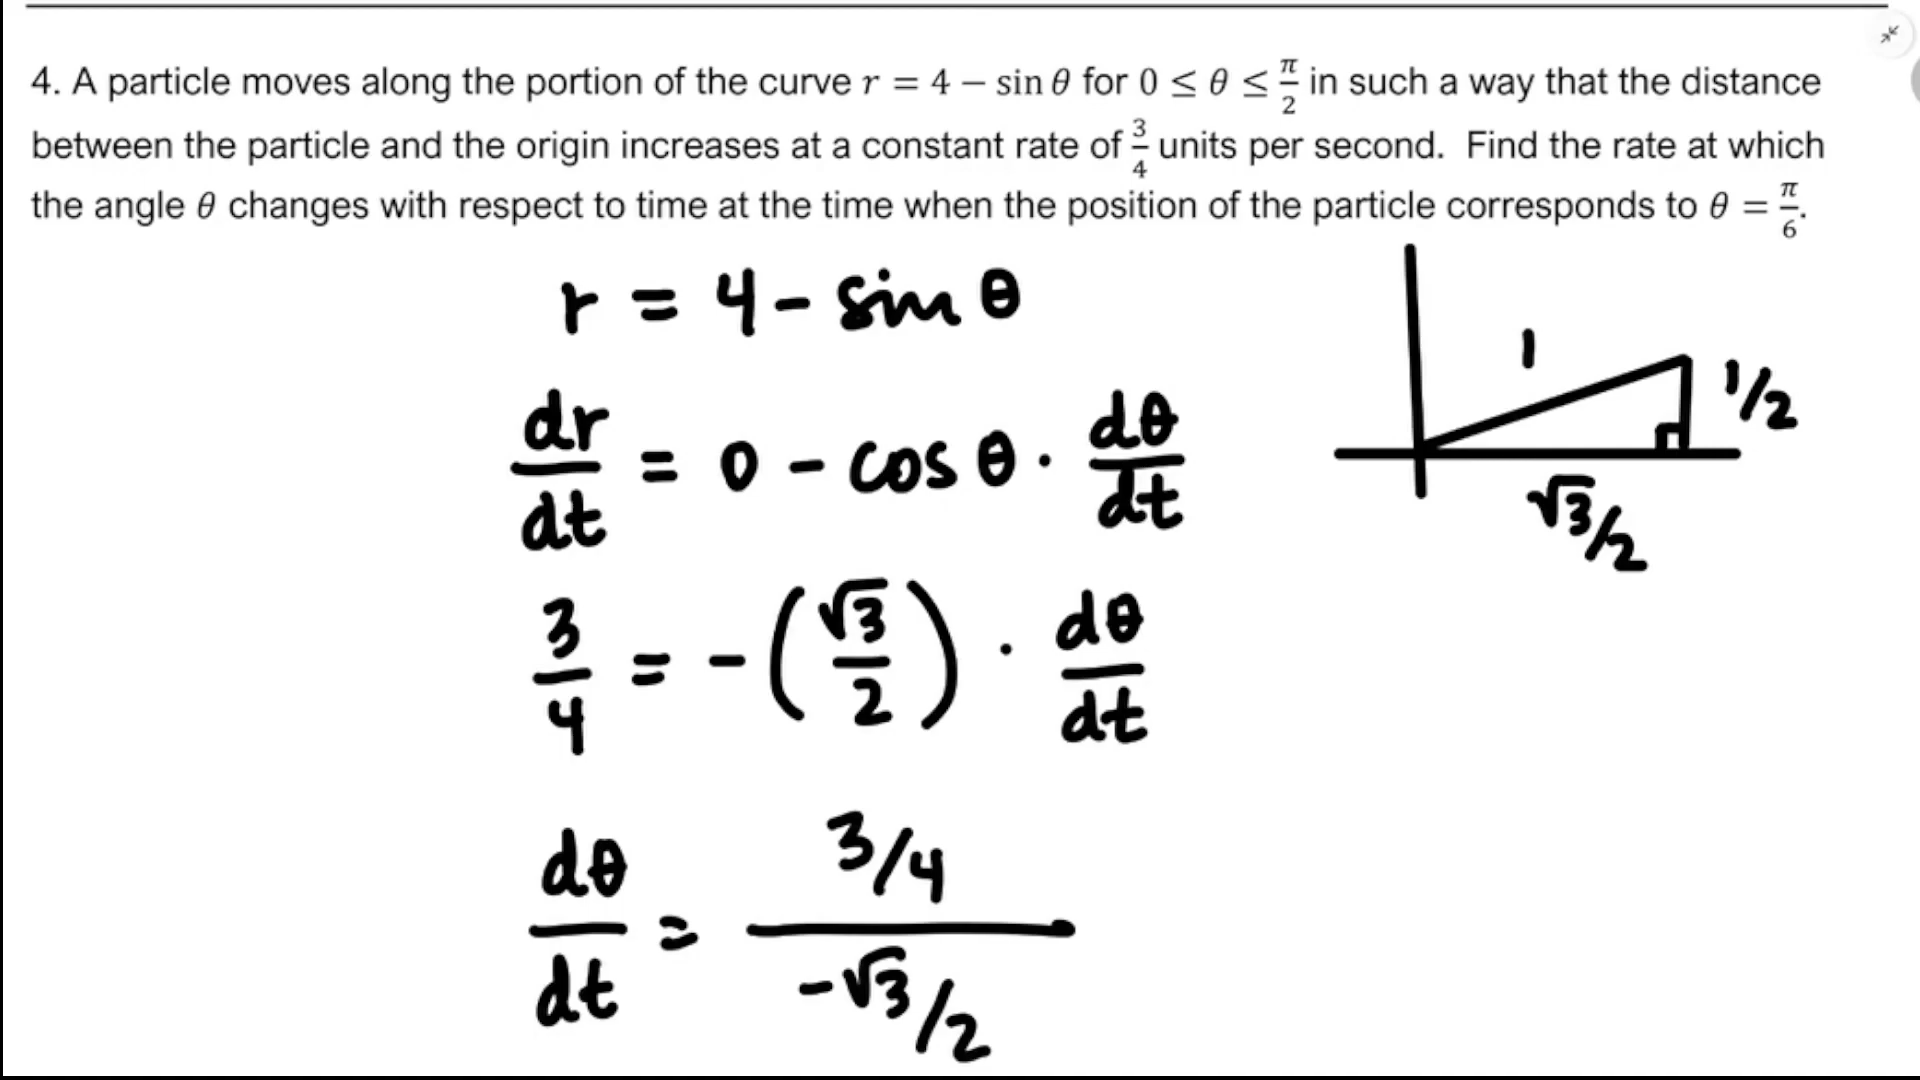 4. A particle moves along the portion of the curve r = 4 − sin θ for 0 ≤ θ ≤ π/2 in such a way that the distance
between the particle and the origin increases at a constant rate of 3/4 units per second. Find the rate at which
the angle θ changes with respect to time at the time when the position of the particle corresponds to θ = π/6.
r = 4 - sin θ
dr/dt = 0 - cos θ · dθ/dt
3/4 = -(√3/2) · dθ/dt
dθ/dt = 3/4 / -√3/2
1
1/2
√3/2